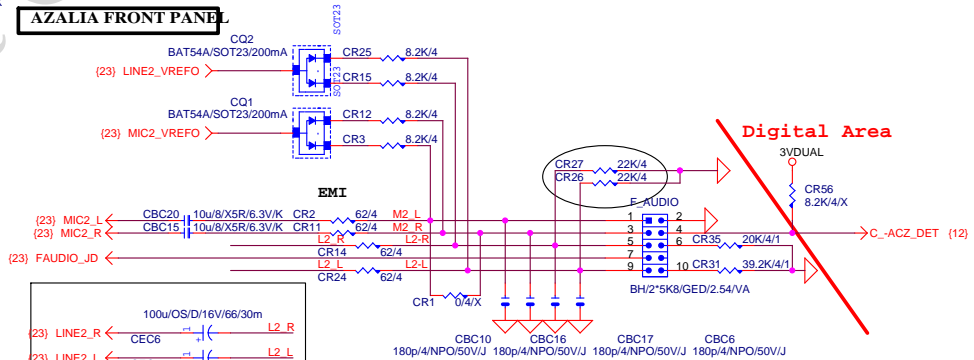 AZALIA FRONT PANEL
SOT23
CQ2
BAT54A/SOT23/200mA
CR25 8.2K/4
{23} LINE2_VREFO
CR15 8.2K/4
SOT23
CQ1
BAT54A/SOT23/200mA
CR12 8.2K/4
{23} MIC2_VREFO
CR3 8.2K/4
Digital Area
3VDUAL
CR27 22K/4
CR26 22K/4
CR56
8.2K/4/X
EMI
F_AUDIO
{23} MIC2_L CBC20 10u/8/X5R/6.3V/K CR2 62/4 M2_L 1 2
{23} MIC2_R CBC15 10u/8/X5R/6.3V/K CR11 62/4 M2_R 3 4 C_-ACZ_DET {12}
L2_R L2-R 5 6 CR35 20K/4/1
{23} FAUDIO_JD CR14 62/4 7
L2_L L2-L 9 10 CR31 39.2K/4/1
CR24 62/4
BH/2*5K8/GED/2.54/VA
CR1 0/4/X
100u/OS/D/16V/66/30m
{23} LINE2_R 1 + L2_R
CEC6
{23} LINE2_L 1 L2_L
CBC10 CBC16 CBC17 CBC6
180p/4/NPO/50V/J 180p/4/NPO/50V/J 180p/4/NPO/50V/J 180p/4/NPO/50V/J